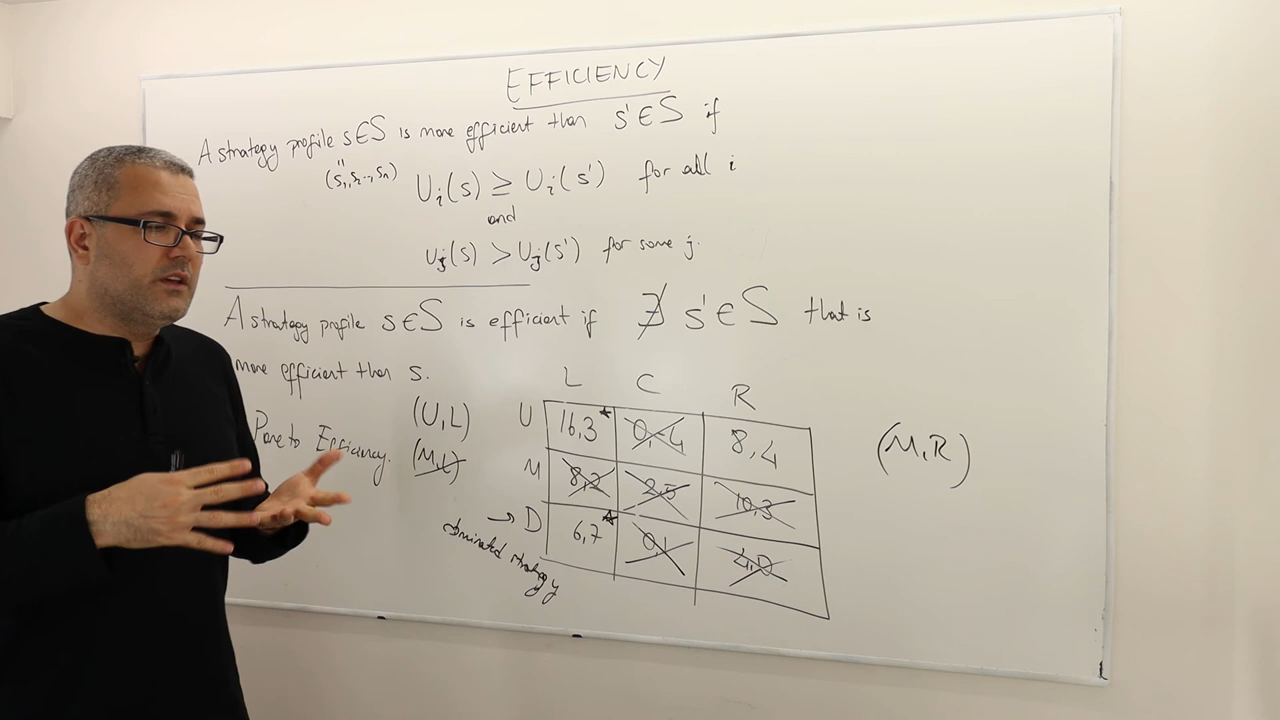 EFFICIENCY
A strategy profile s∈S is more efficient than s'∈S if
"
(s₁,s₂..,sₙ)
Uᵢ(s) ≥ Uᵢ(s') for all i
and
Uⱼ(s) > Uⱼ(s') for some j.
A strategy profile s∈S is efficient if ∄ s'∈S that is
more efficient than s.
Pareto Efficiency.
(U,L)
(M,L)
L C R
U 16,3* 0,-4 8,4
M 8,2 2,5 10,3
→ D 6,7* 0,1 4,0
dominated strategy
(M,R)